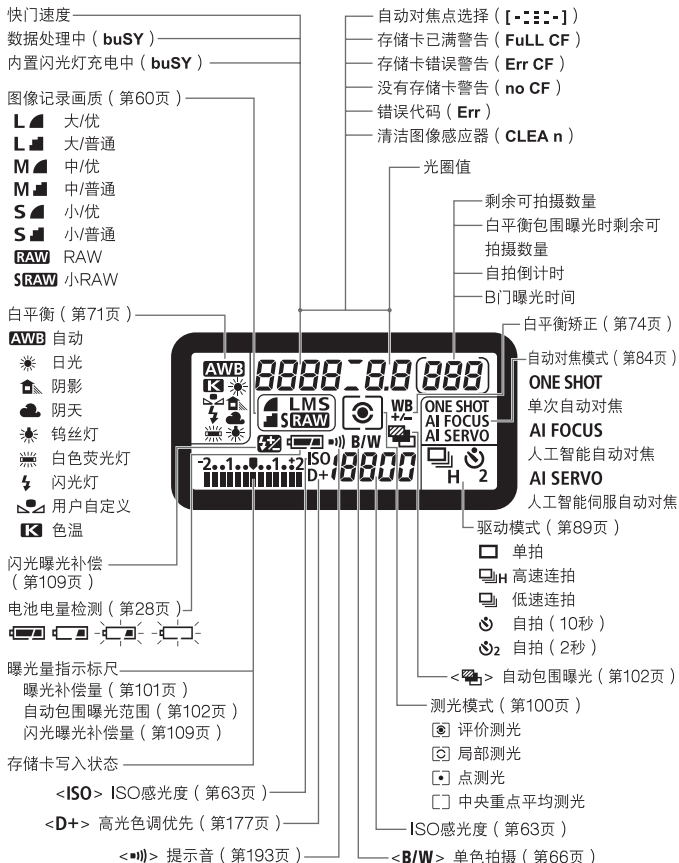 快门速度
数据处理中（buSY）
内置闪光灯充电中（buSY）
图像记录画质（第60页）
L 大/优
L 大/普通
M 中/优
M 中/普通
S 小/优
S 小/普通
RAW RAW
SRAW 小RAW
白平衡（第71页）
AWB 自动
日光
阴影
阴天
钨丝灯
白色荧光灯
闪光灯
用户自定义
K 色温
闪光曝光补偿
（第109页）
电池电量检测（第28页）
曝光量指示标尺
曝光补偿量（第101页）
自动包围曝光范围（第102页）
闪光曝光补偿量（第109页）
存储卡写入状态
<ISO> ISO感光度（第63页）
<D+> 高光色调优先（第177页）
<•))> 提示音（第193页）
自动对焦点选择（[-:::-]）
存储卡已满警告（FuLL CF）
存储卡错误警告（Err CF）
没有存储卡警告（no CF）
错误代码（Err）
清洁图像感应器（CLEA n）
光圈值
剩余可拍摄数量
白平衡包围曝光时剩余可
拍摄数量
自拍倒计时
B门曝光时间
白平衡矫正（第74页）
自动对焦模式（第84页）
ONE SHOT
单次自动对焦
AI FOCUS
人工智能自动对焦
AI SERVO
人工智能伺服自动对焦
AWB 8888 8.8 (888)
K LMS WB ONE SHOT
SRAW +/- AI FOCUS
B/W AI SERVO
-2..1..▼..1.:2 ISO H 2
D+ 18800
驱动模式（第89页）
单拍
H 高速连拍
低速连拍
自拍（10秒）
2 自拍（2秒）
< > 自动包围曝光（第102页）
测光模式（第100页）
评价测光
局部测光
点测光
中央重点平均测光
ISO感光度（第63页）
<B/W> 单色拍摄（第66页）